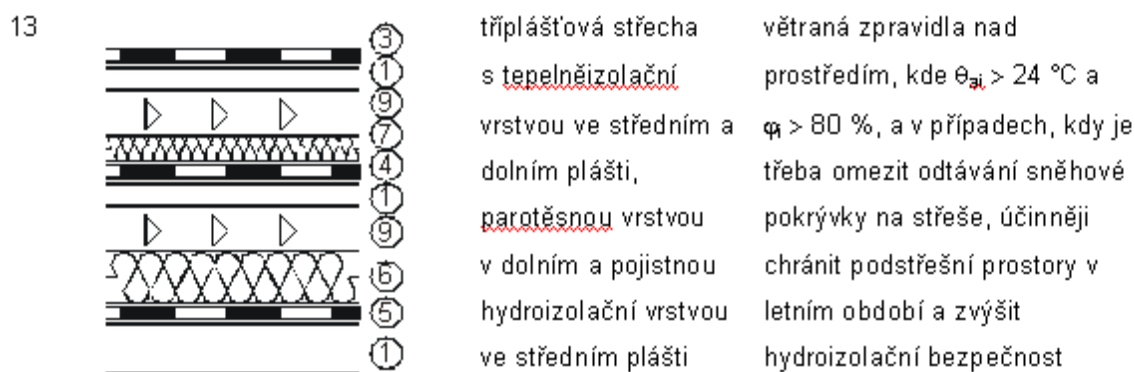 13
3
1
9
7
4
1
9
6
5
1
tříplášťová střecha
s tepelněizolační
vrstvou ve středním a
dolním plášti,
parotěsnou vrstvou
v dolním a pojistnou
hydroizolační vrstvou
ve středním plášti
větraná zpravidla nad
prostředím, kde θai > 24 °C a
φi > 80 %, a v případech, kdy je
třeba omezit odtávání sněhové
pokrývky na střeše, účinněji
chránit podstřešní prostory v
letním období a zvýšit
hydroizolační bezpečnost